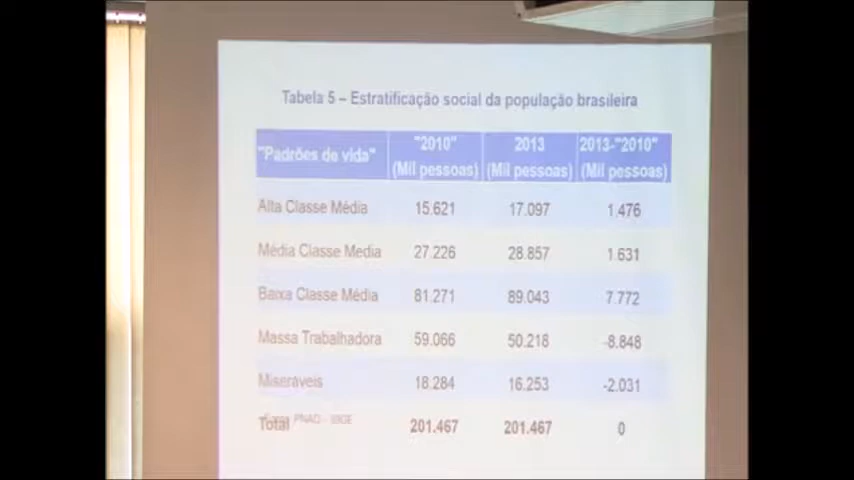 Tabela 5 – Estratificação social da população brasileira
"Padrões de vida" "2010" (Mil pessoas) 2013 (Mil pessoas) 2013-"2010" (Mil pessoas)
Alta Classe Média 15.621 17.097 1.476
Média Classe Media 27.226 28.857 1.631
Baixa Classe Média 81.271 89.043 7.772
Massa Trabalhadora 59.066 50.218 -8.848
Miseráveis 18.284 16.253 -2.031
Total 201.467 201.467 0
PNAD - IBGE